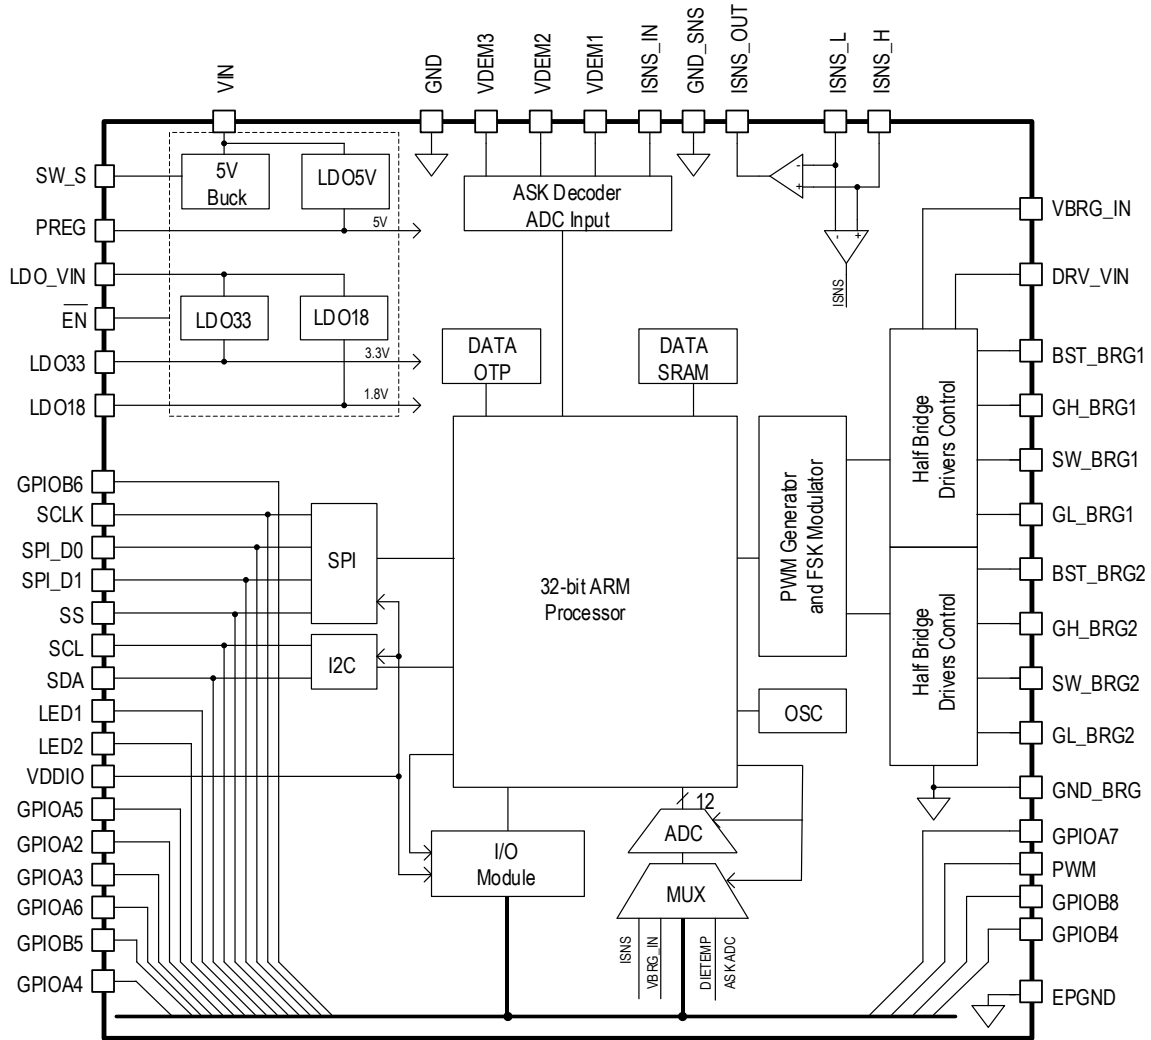 VIN
GND
VDEM3
VDEM2
VDEM1
ISNS_IN
GND_SNS
ISNS_OUT
ISNS_L
ISNS_H
SW_S
PREG
LDO_VIN
EN
LDO33
LDO18
5V
Buck
LDO5V
5V
LDO33
LDO18
3.3V
1.8V
ASK Decoder
ADC Input
-
+
-
+
ISNS
VBRG_IN
DRV_VIN
BST_BRG1
GH_BRG1
SW_BRG1
GL_BRG1
BST_BRG2
GH_BRG2
SW_BRG2
GL_BRG2
GND_BRG
GPIOA7
PWM
GPIOB8
GPIOB4
EPGND
DATA
OTP
DATA
SRAM
Half Bridge
Drivers Control
Half Bridge
Drivers Control
PWM Generator
and FSK Modulator
32-bit ARM
Processor
OSC
GPIOB6
SCLK
SPI_D0
SPI_D1
SS
SCL
SDA
LED1
LED2
VDDIO
GPIOA5
GPIOA2
GPIOA3
GPIOA6
GPIOB5
GPIOA4
SPI
I2C
I/O
Module
12
ADC
MUX
ISNS
VBRG_IN
DIETEMP
ASKADC